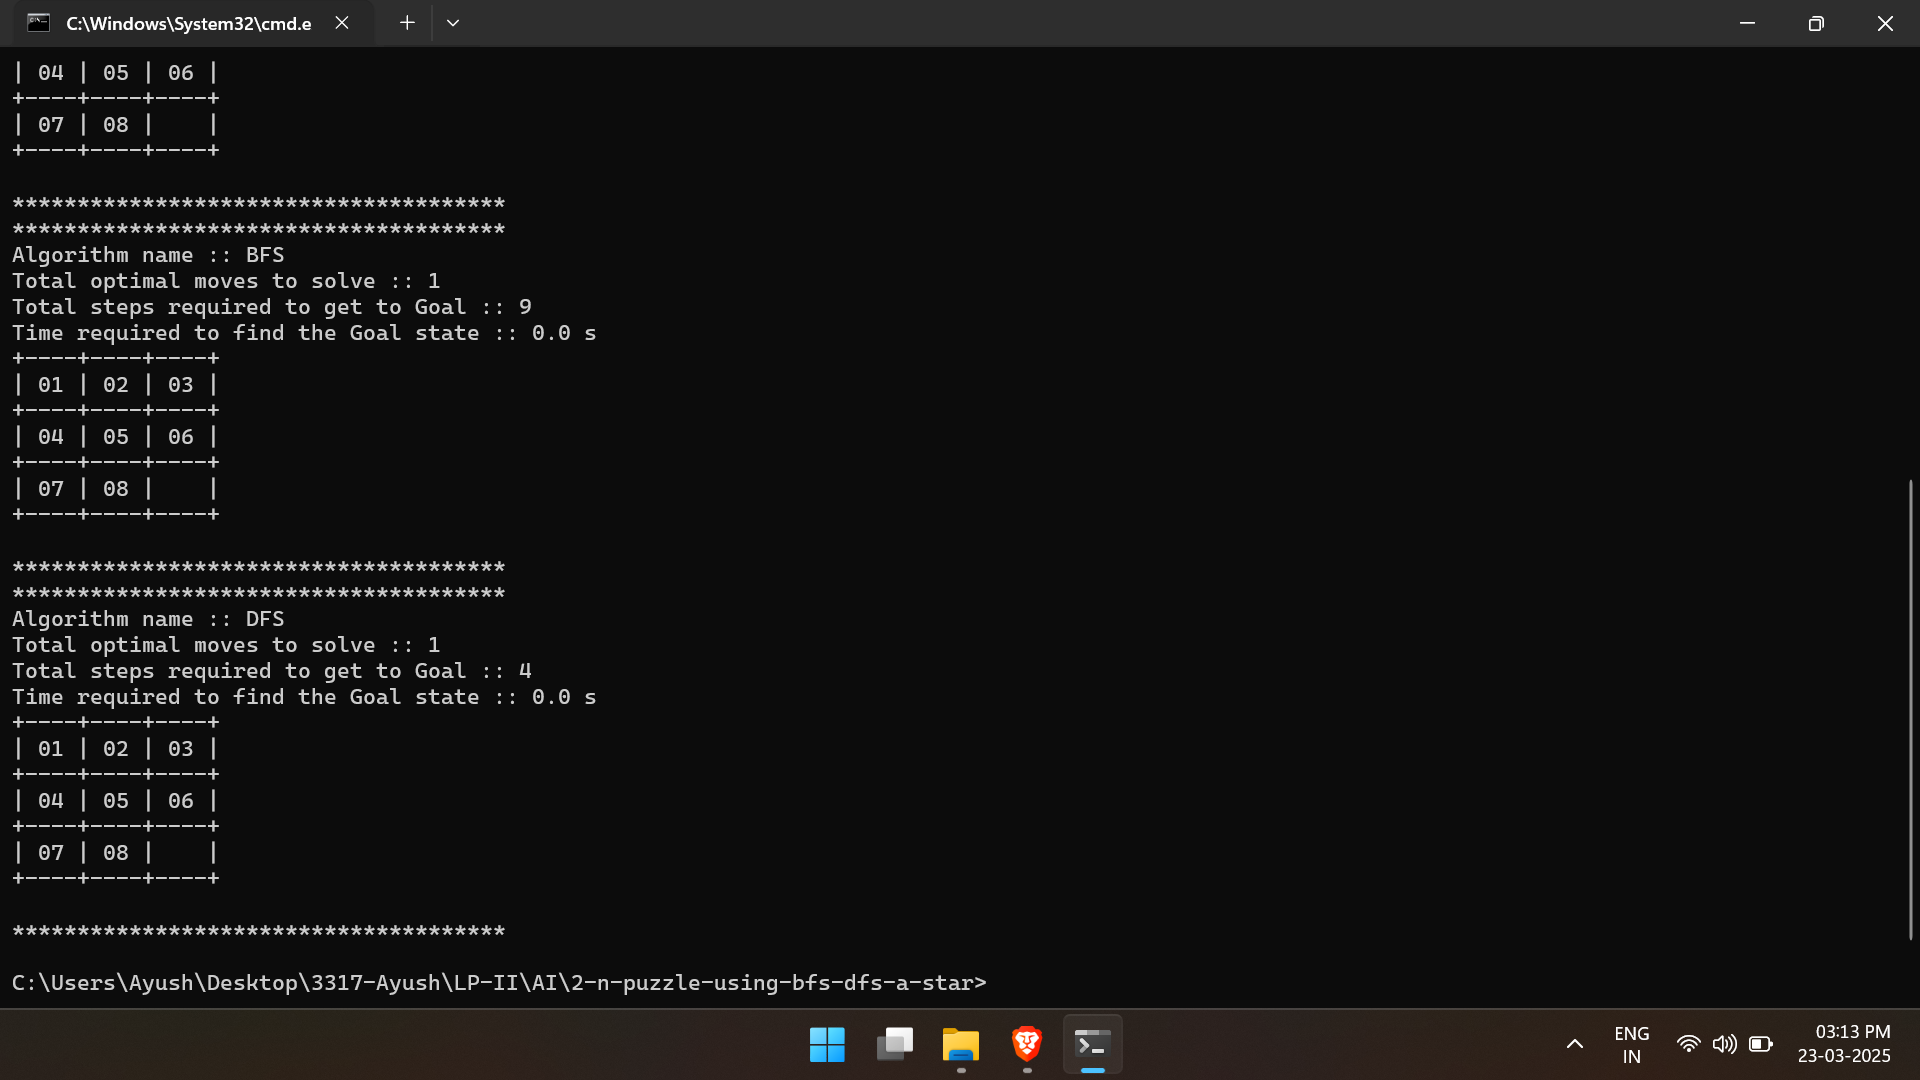 C:\Windows\System32\cmd.e
| 04 | 05 | 06 |
+----+----+----+
| 07 | 08 |    |
+----+----+----+
**************************************
**************************************
Algorithm name :: BFS
Total optimal moves to solve :: 1
Total steps required to get to Goal :: 9
Time required to find the Goal state :: 0.0 s
+----+----+----+
| 01 | 02 | 03 |
+----+----+----+
| 04 | 05 | 06 |
+----+----+----+
| 07 | 08 |    |
+----+----+----+
**************************************
**************************************
Algorithm name :: DFS
Total optimal moves to solve :: 1
Total steps required to get to Goal :: 4
Time required to find the Goal state :: 0.0 s
+----+----+----+
| 01 | 02 | 03 |
+----+----+----+
| 04 | 05 | 06 |
+----+----+----+
| 07 | 08 |    |
+----+----+----+
**************************************
C:\Users\Ayush\Desktop\3317-Ayush\LP-II\AI\2-n-puzzle-using-bfs-dfs-a-star>
ENG
IN
03:13 PM
23-03-2025